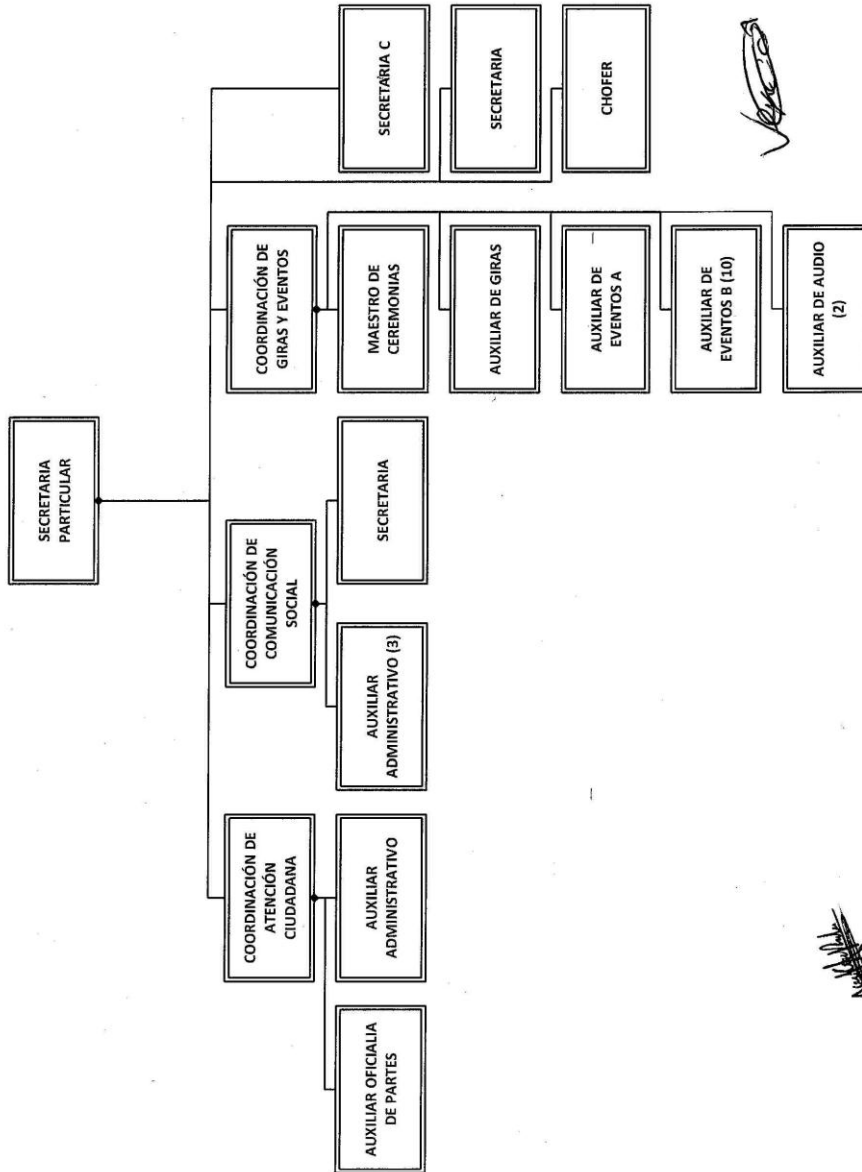 SECRETARIA
PARTICULAR
COORDINACIÓN DE
ATENCIÓN
CIUDADANA
AUXILIAR OFICIALIA
DE PARTES
AUXILIAR
ADMINISTRATIVO
COORDINACIÓN DE
COMUNICACIÓN
SOCIAL
AUXILIAR
ADMINISTRATIVO (3)
SECRETARIA
COORDINACIÓN DE
GIRAS Y EVENTOS
MAESTRO DE
CEREMONIAS
AUXILIAR DE GIRAS
AUXILIAR DE
EVENTOS A
AUXILIAR DE
EVENTOS B (10)
AUXILIAR DE AUDIO
(2)
SECRETARIA C
SECRETARIA
CHOFER